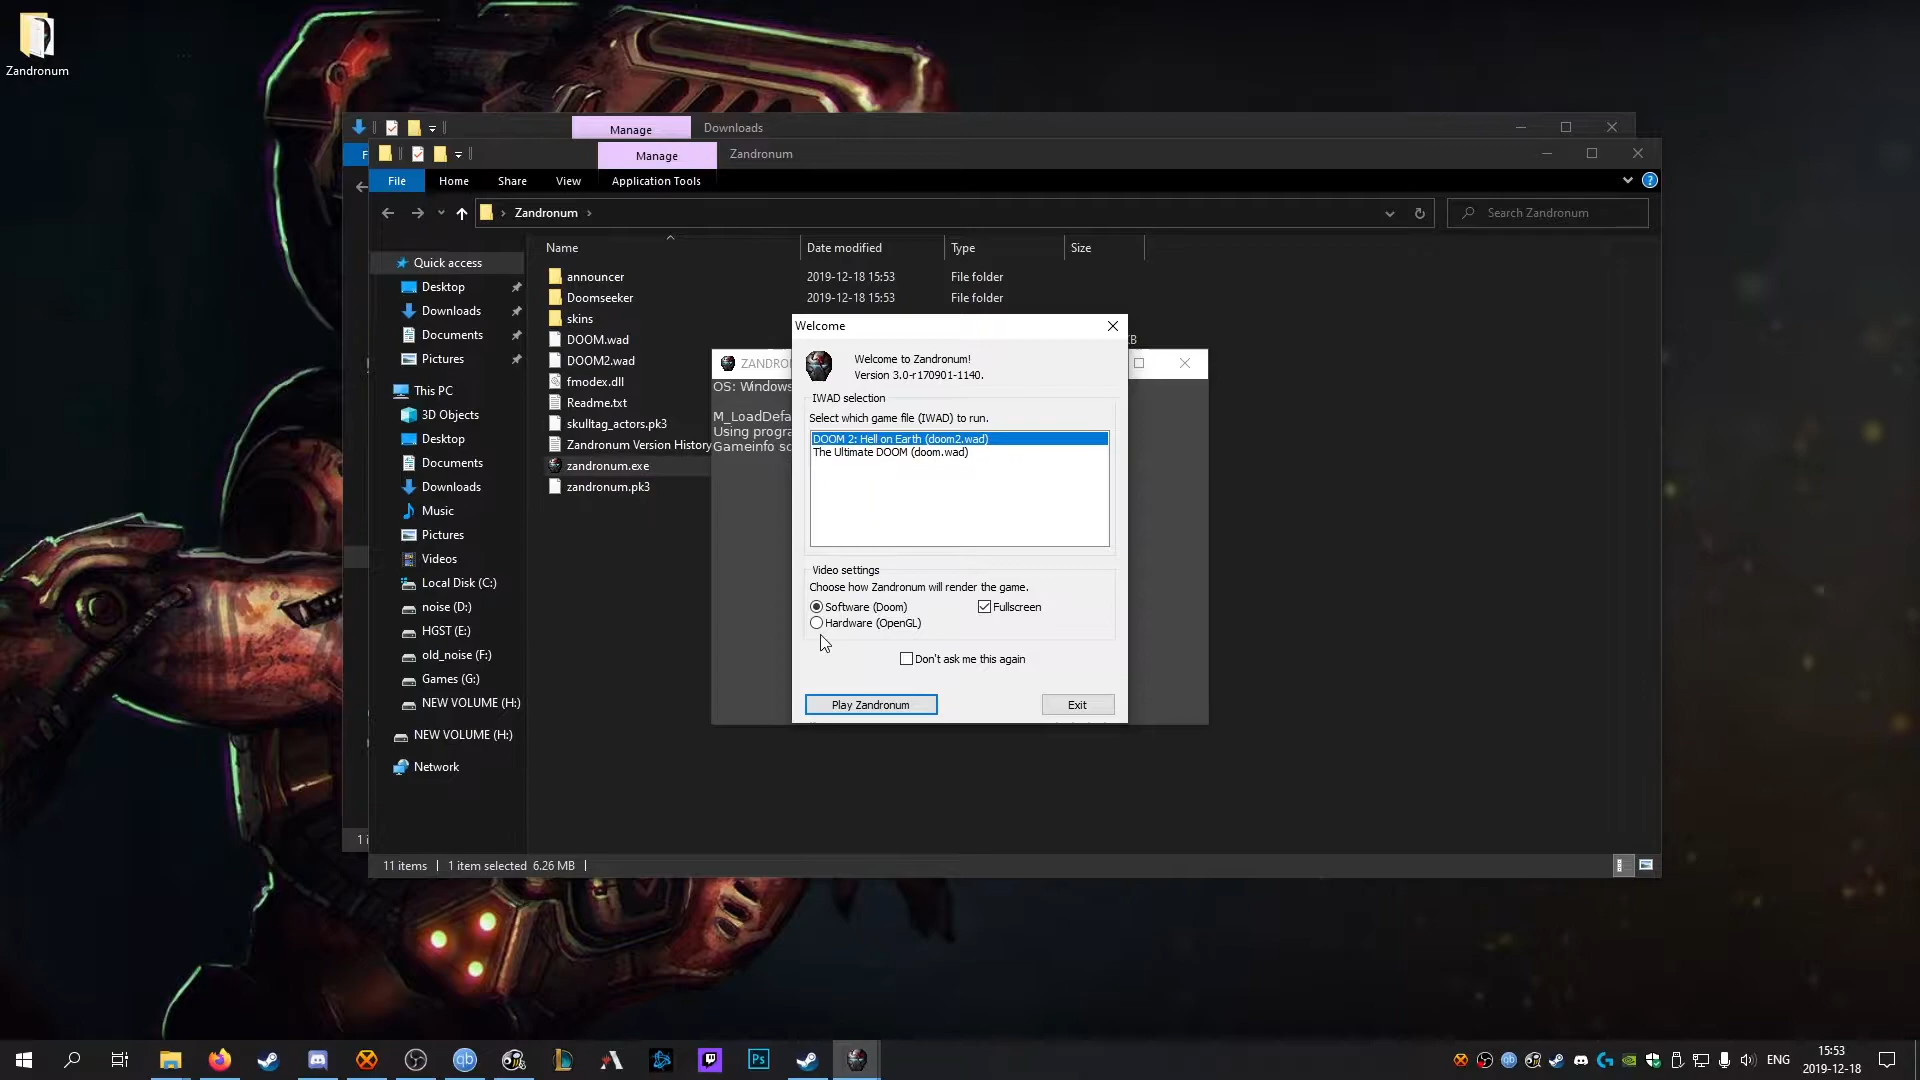 Zandronum
Manage
Downloads
F
Manage
Zandronum
File
Home
Share
View
Application Tools
Zandronum
Search Zandronum
Name
Date modified
Type
Size
Quick access
Desktop
Downloads
Documents
Pictures
This PC
3D Objects
Desktop
Documents
Downloads
Music
Pictures
Videos
Local Disk (C:)
noise (D:)
HGST (E:)
old_noise (F:)
Games (G:)
NEW VOLUME (H:)
NEW VOLUME (H:)
Network
announcer 2019-12-18 15:53 File folder
Doomseeker 2019-12-18 15:53 File folder
skins
DOOM.wad
DOOM2.wad
fmodex.dll
Readme.txt
skulltag_actors.pk3
Zandronum Version History
zandronum.exe
zandronum.pk3
KB
ZANDRO
OS: Windows
M_LoadDefa
Using progra
Gameinfo sc
Welcome
Welcome to Zandronum!
Version 3.0-r170901-1140.
IWAD selection
Select which game file (IWAD) to run.
DOOM 2: Hell on Earth (doom2.wad)
The Ultimate DOOM (doom.wad)
Video settings
Choose how Zandronum will render the game.
Software (Doom)
Fullscreen
Hardware (OpenGL)
Don't ask me this again
Play Zandronum
Exit
1 i
11 items
1 item selected 6.26 MB
qb
Ps
ENG
15:53
2019-12-18